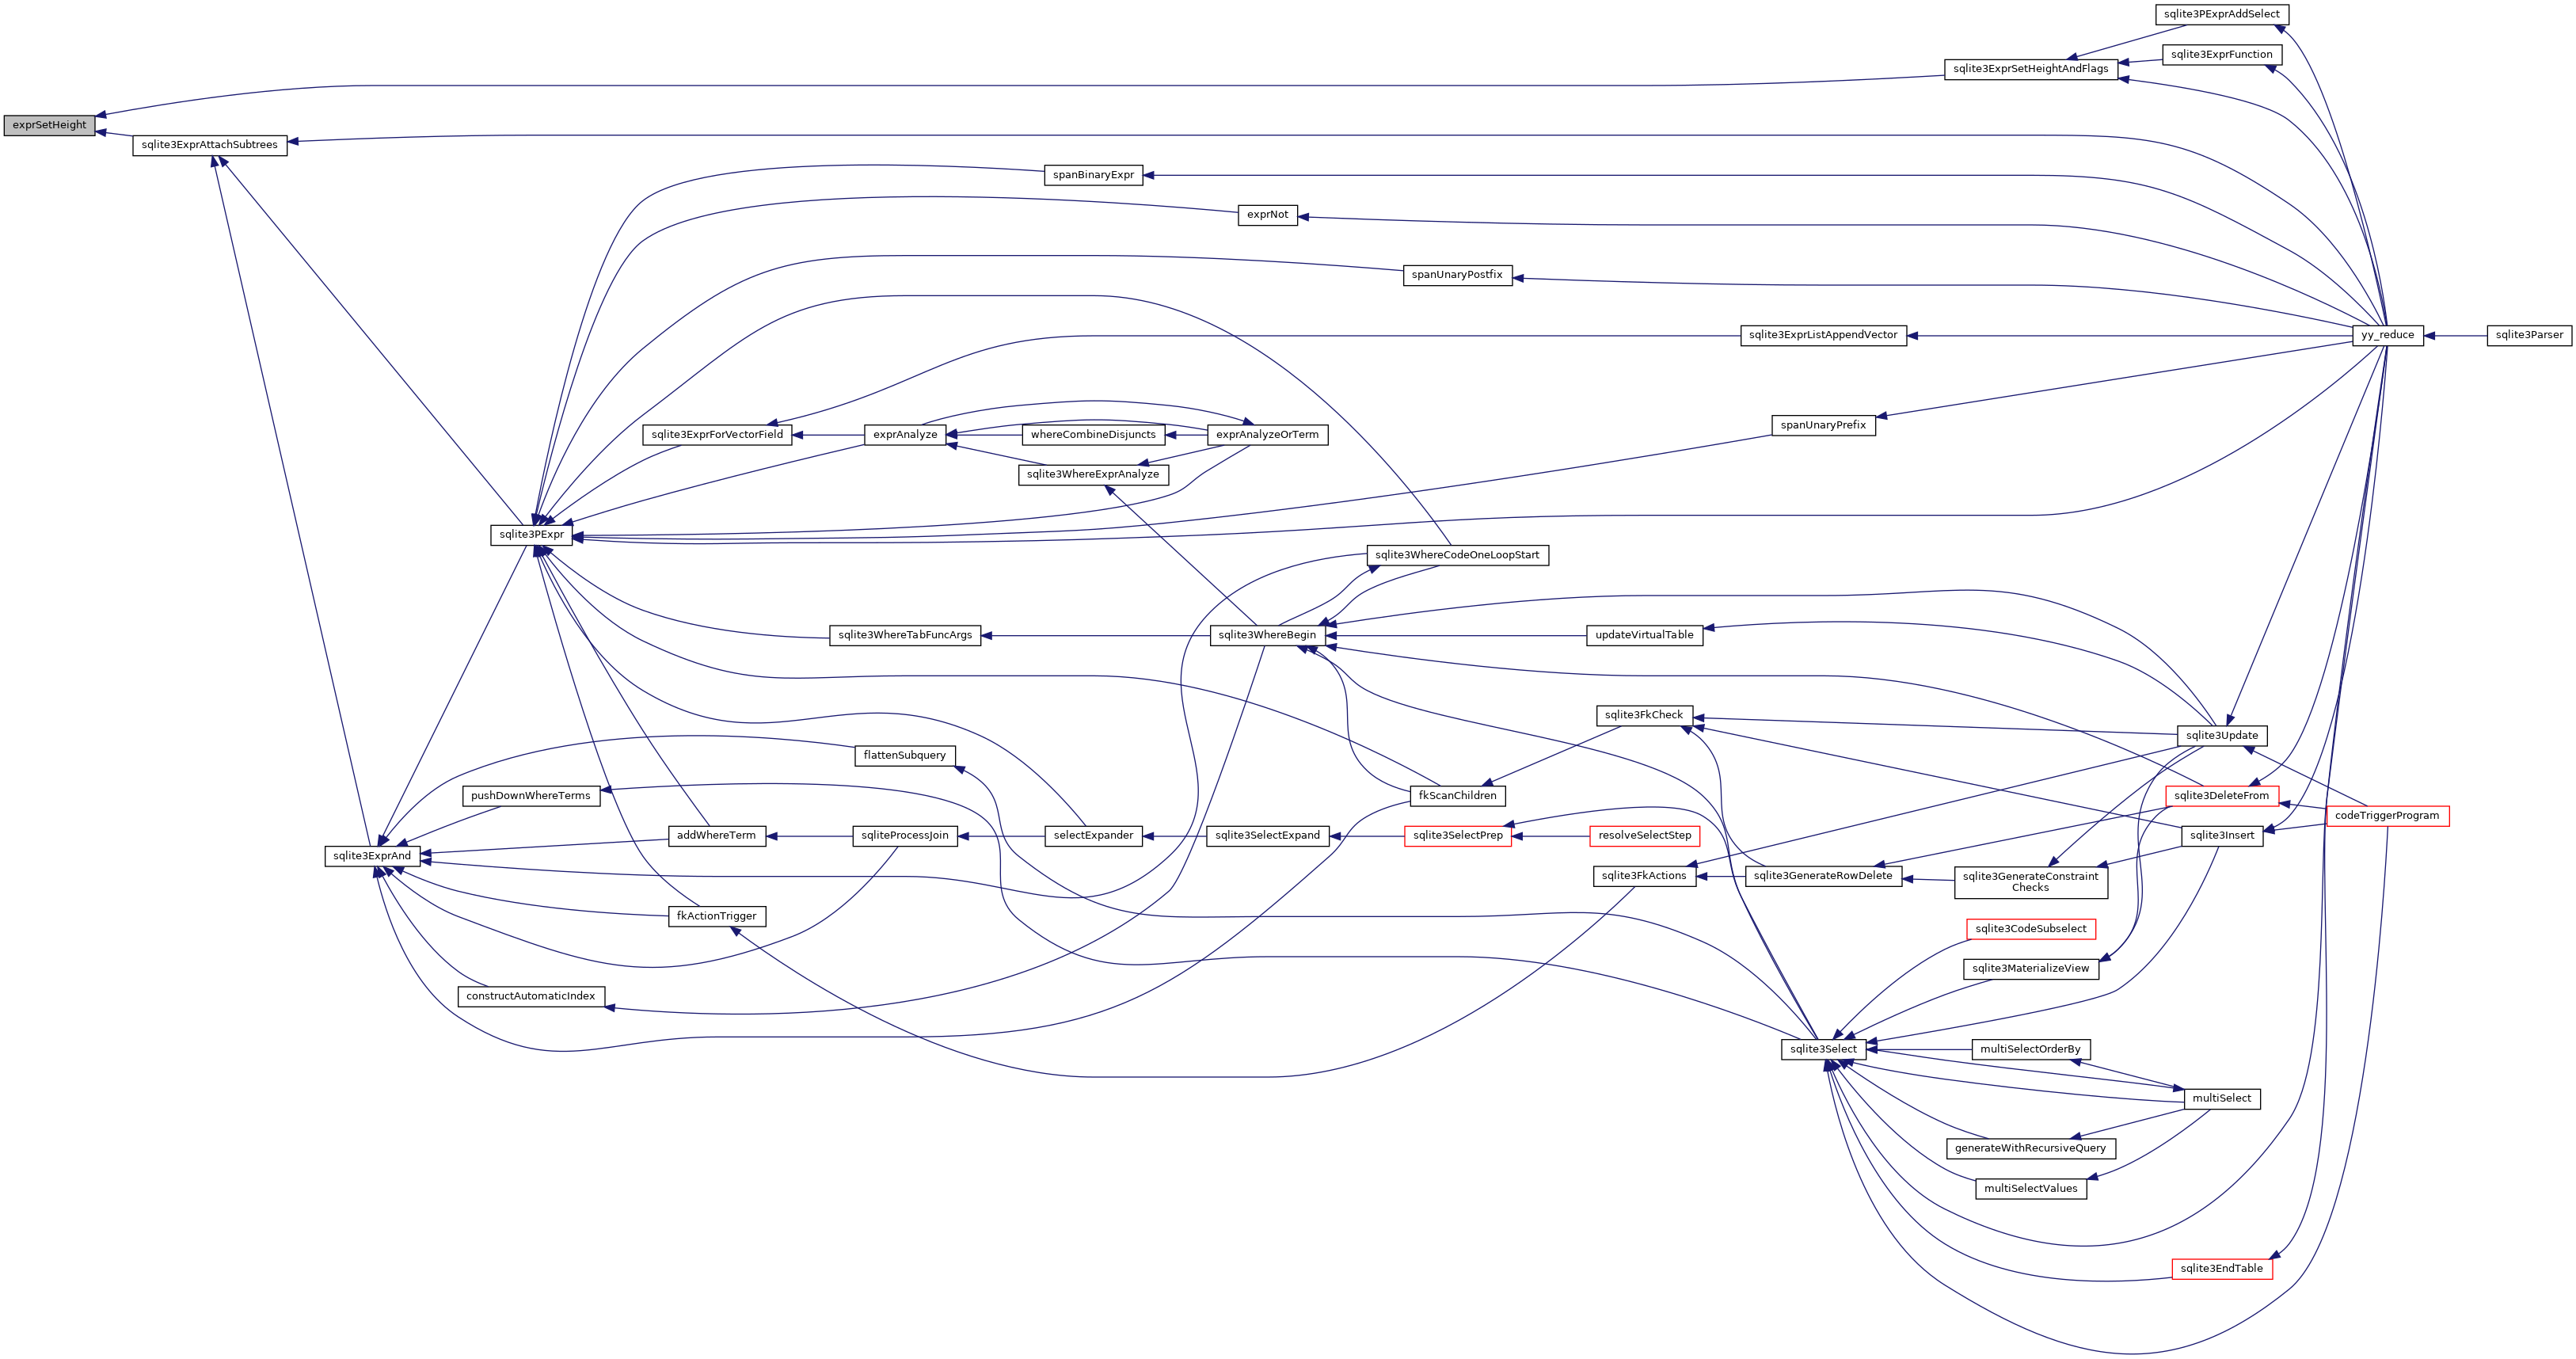 sqlite3PExprAddSelect
sqlite3ExprFunction
sqlite3ExprSetHeightAndFlags
exprSetHeight
sqlite3ExprAttachSubtrees
spanBinaryExpr
exprNot
spanUnaryPostfix
sqlite3ExprListAppendVector
yy_reduce
sqlite3Parser
spanUnaryPrefix
sqlite3ExprForVectorField
exprAnalyze
whereCombineDisjuncts
exprAnalyzeOrTerm
sqlite3WhereExprAnalyze
sqlite3PExpr
sqlite3WhereCodeOneLoopStart
sqlite3WhereTabFuncArgs
sqlite3WhereBegin
updateVirtualTable
sqlite3FkCheck
sqlite3Update
flattenSubquery
pushDownWhereTerms
fkScanChildren
sqlite3DeleteFrom
codeTriggerProgram
addWhereTerm
sqliteProcessJoin
selectExpander
sqlite3SelectExpand
sqlite3SelectPrep
resolveSelectStep
sqlite3Insert
sqlite3ExprAnd
sqlite3FkActions
sqlite3GenerateRowDelete
sqlite3GenerateConstraint
Checks
fkActionTrigger
sqlite3CodeSubselect
sqlite3MaterializeView
constructAutomaticIndex
sqlite3Select
multiSelectOrderBy
multiSelect
generateWithRecursiveQuery
multiSelectValues
sqlite3EndTable